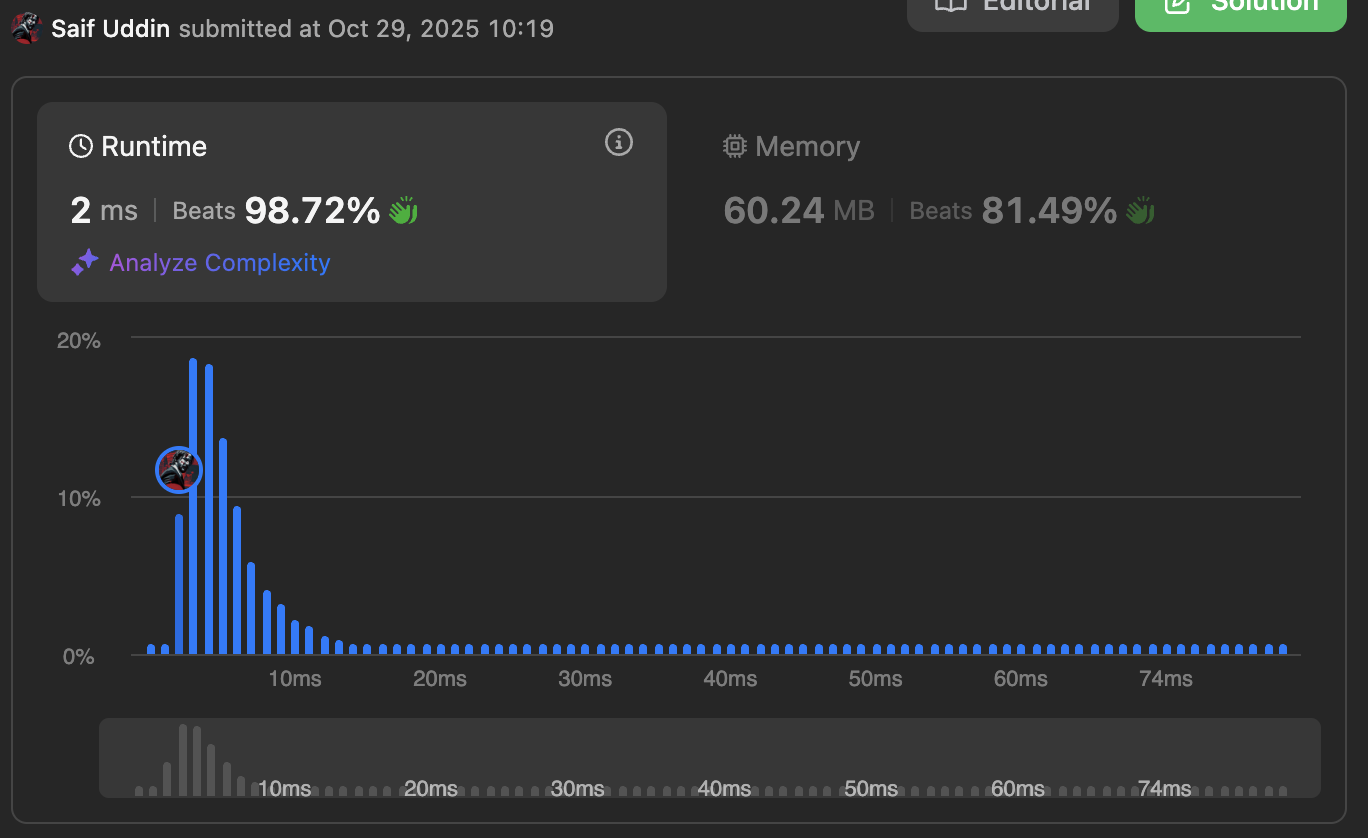 Editorial
Solution
Saif Uddin submitted at Oct 29, 2025 10:19
Runtime
2 ms | Beats 98.72%
Analyze Complexity
Memory
60.24 MB | Beats 81.49%
20%
10%
0%
10ms 20ms 30ms 40ms 50ms 60ms 74ms
10ms 20ms 30ms 40ms 50ms 60ms 74ms